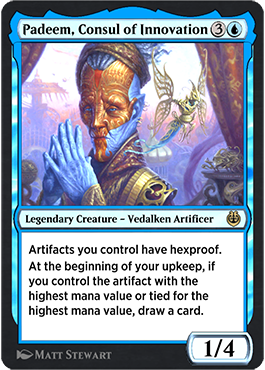 Padeem, Consul of Innovation 3
Legendary Creature – Vedalken Artificer
Artifacts you control have hexproof.
At the beginning of your upkeep, if
you control the artifact with the
highest mana value or tied for the
highest mana value, draw a card.
Matt Stewart
1/4